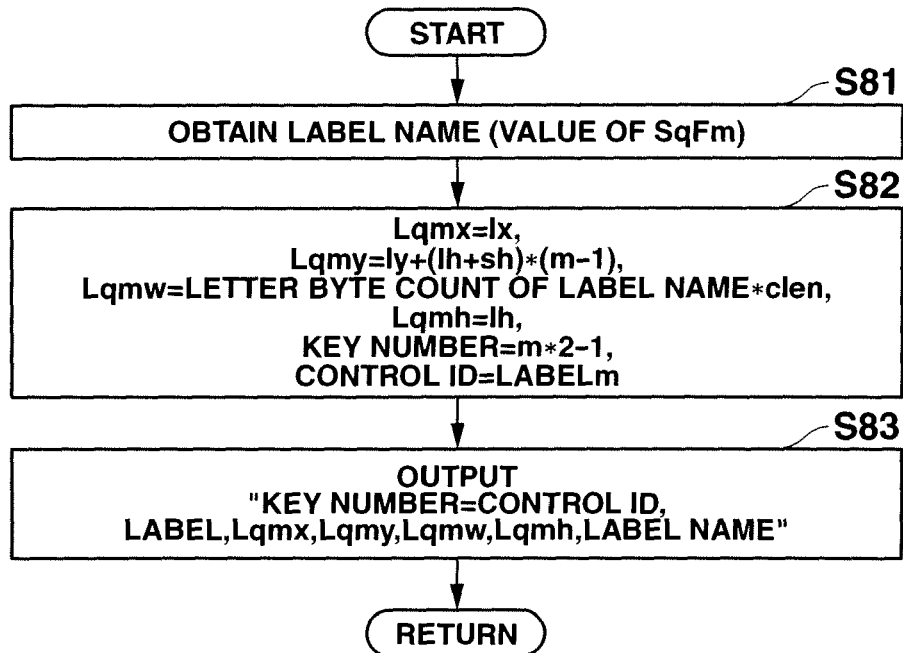 START
S81
OBTAIN LABEL NAME (VALUE OF SqFm)
S82
Lqmx=lx,
Lqmy=ly+(lh+sh)*(m-1),
Lqmw=LETTER BYTE COUNT OF LABEL NAME*clen,
Lqmh=lh,
KEY NUMBER=m*2-1,
CONTROL ID=LABELm
S83
OUTPUT
"KEY NUMBER=CONTROL ID,
LABEL,Lqmx,Lqmy,Lqmw,Lqmh,LABEL NAME"
RETURN